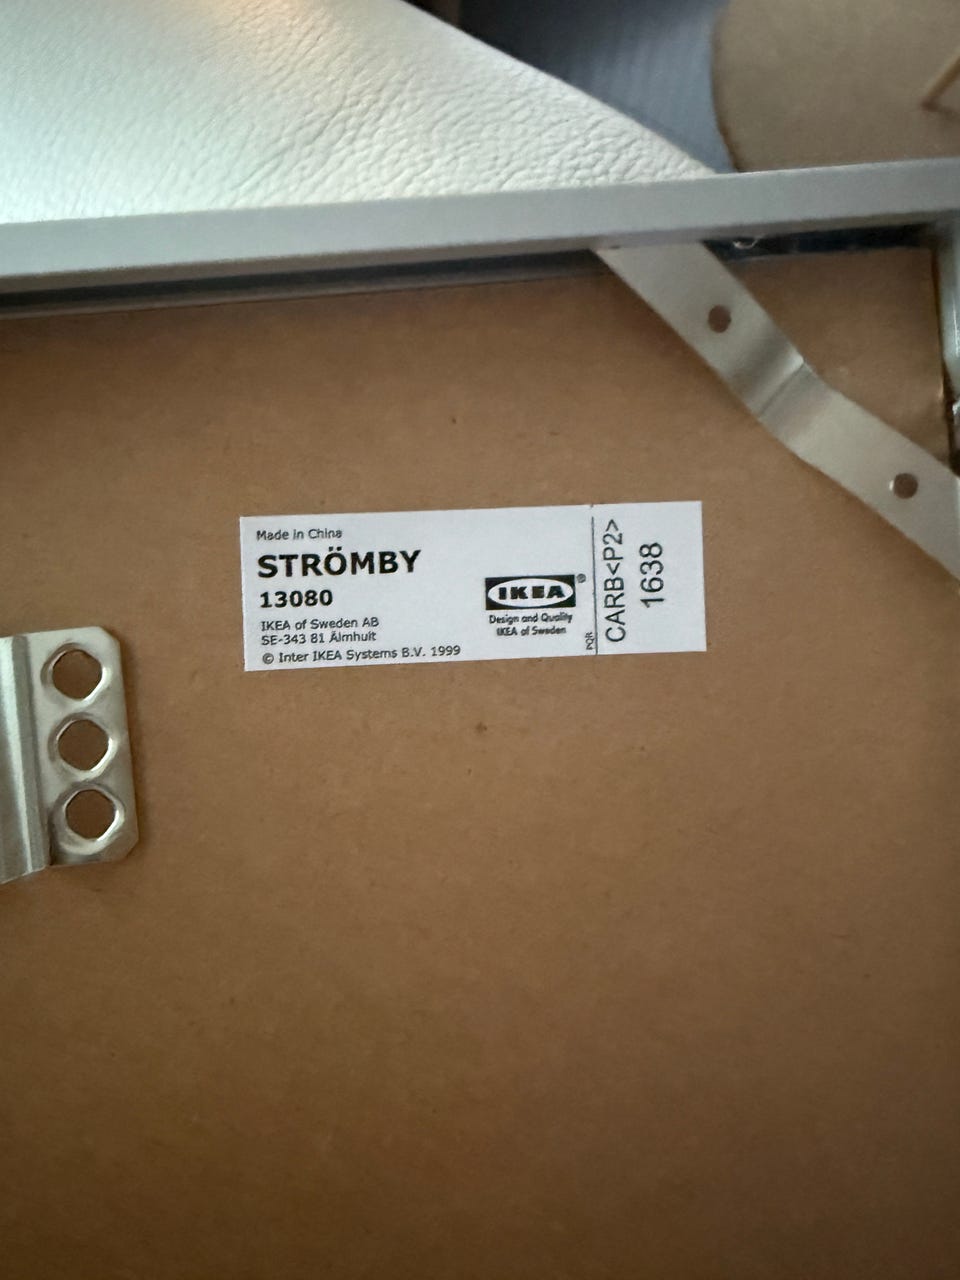 Made in China
STRÖMBY
13080
IKEA of Sweden AB
SE-343 81 Älmhult
© Inter IKEA Systems B.V. 1999
IKEA®
Design and Quality
IKEA of Sweden
PQR
CARB<P2>
1638